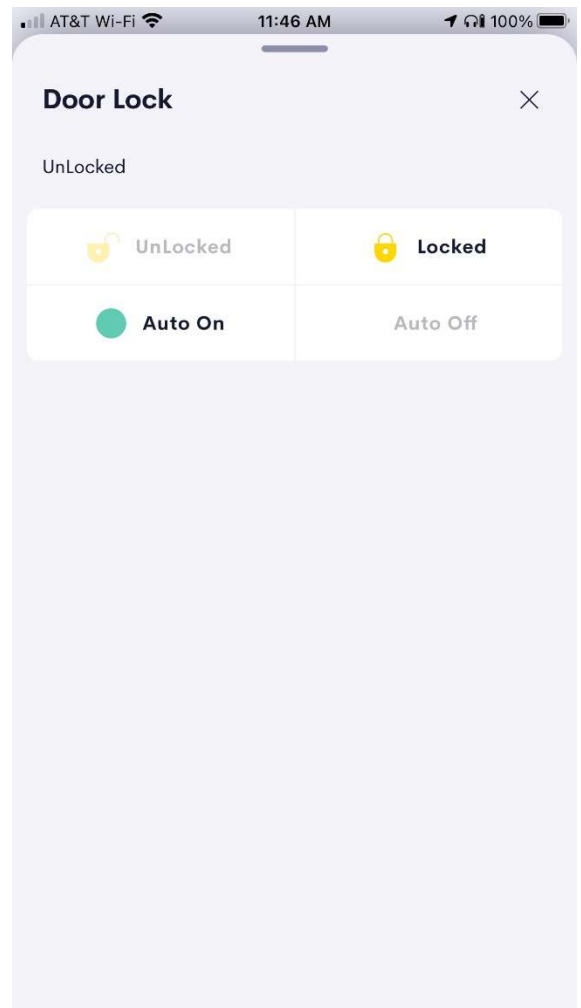 AT&T Wi-Fi 11:46 AM 100%
Door Lock
UnLocked
UnLocked Locked
Auto On Auto Off